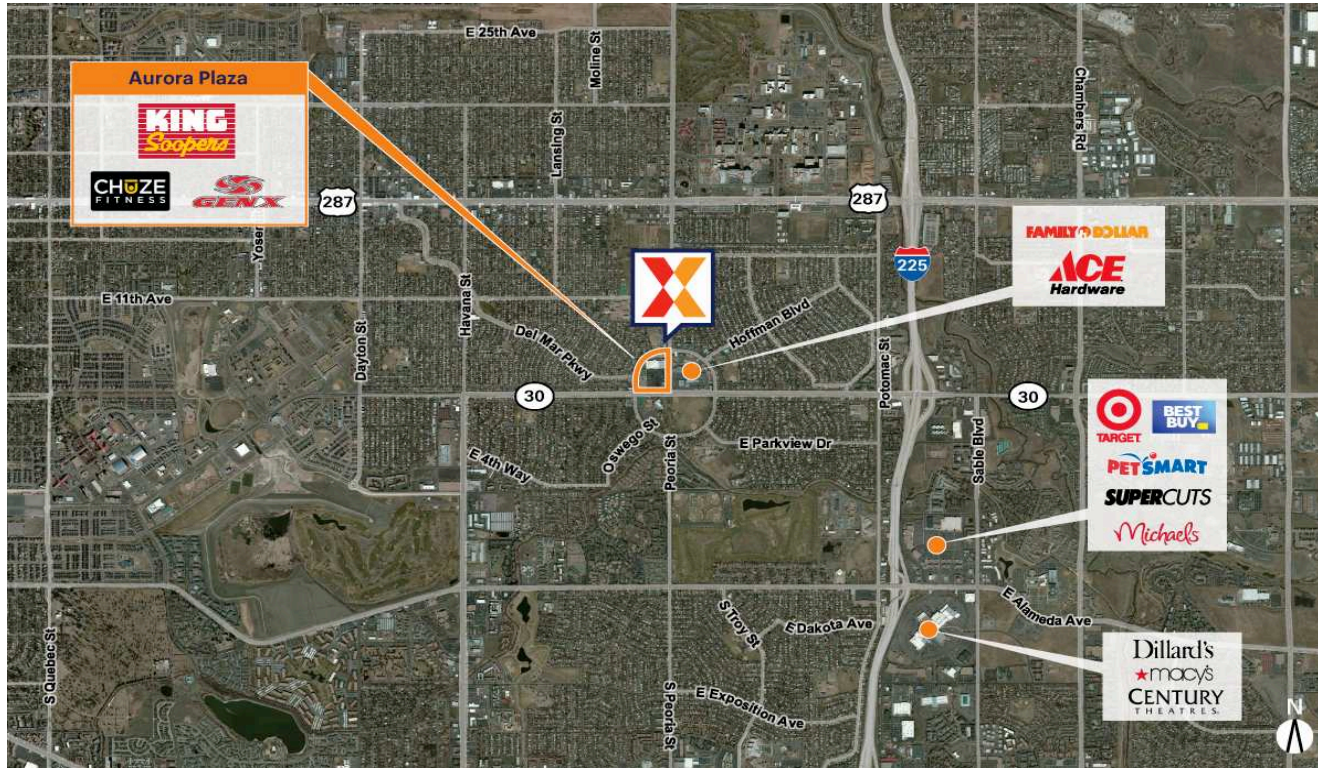 E 25th Ave
Moline St
Aurora Plaza
KING
Soopers
CHUZE
FITNESS
GENX
Lansing St
Chambers Rd
287
287
225
FAMILY DOLLAR
ACE
Hardware
E 11th Ave
Havana St
Dayton St
Del Mar Pkwy
Hoffman Blvd
Potomac St
30
30
TARGET
BEST
BUY
PETSMART
SUPERCUTS
Michaels
Oswego St
E Parkview Dr
E 4th Way
Peoria St
Sable Blvd
E Alameda Ave
S Troy St
E Dakota Ave
S Quebec St
S Peoria St
E Exposition Ave
Dillard's
macy's
CENTURY
THEATRES
N